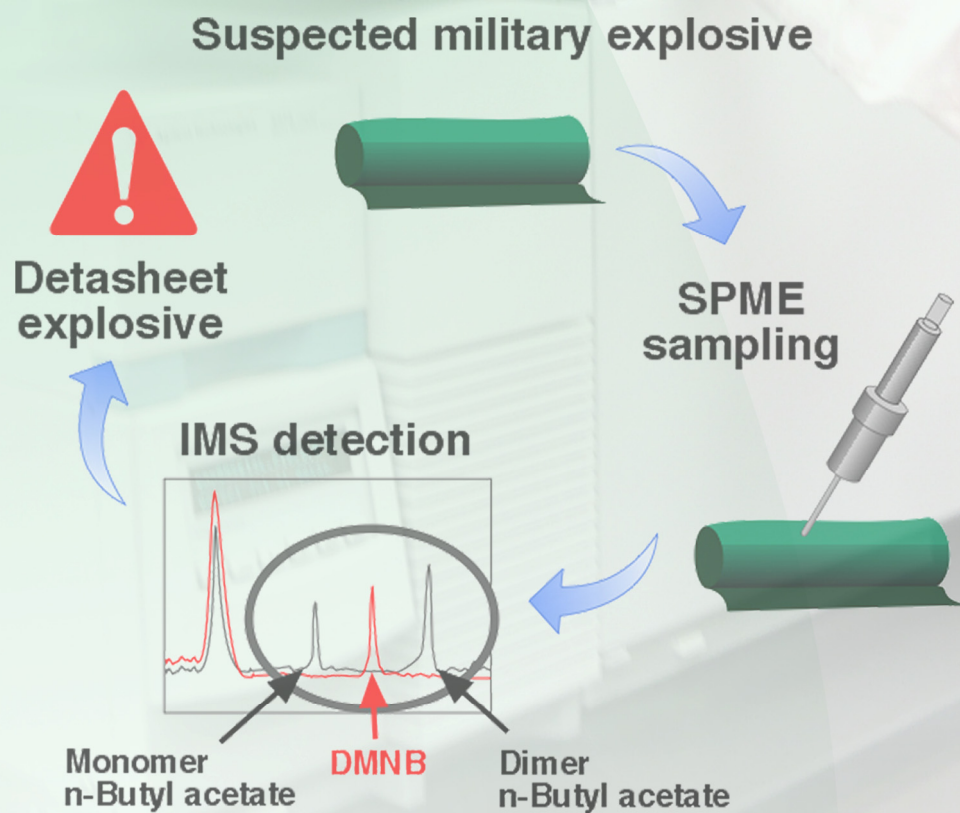 Suspected military explosive
Detasheet
explosive
SPME
sampling
IMS detection
Monomer
n-Butyl acetate
DMNB
Dimer
n-Butyl acetate